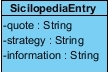 SicilopediaEntry
-quote : String
-strategy : String
-information : String